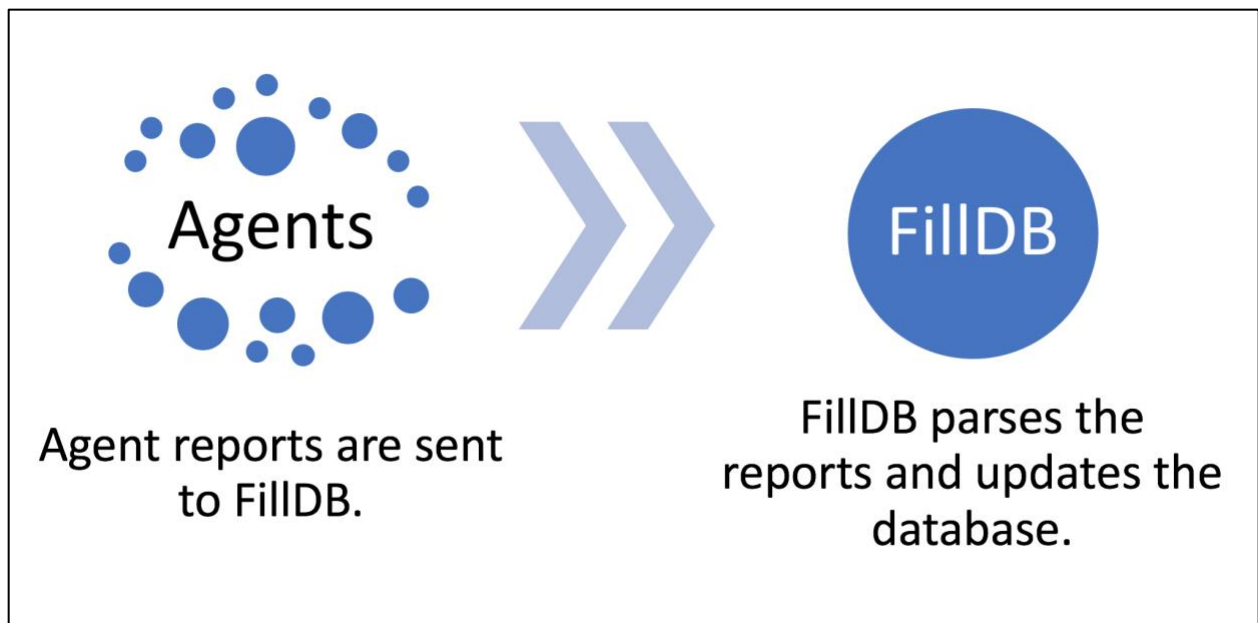 Agents
FillDB
Agent reports are sent
to FillDB.
FillDB parses the
reports and updates the
database.